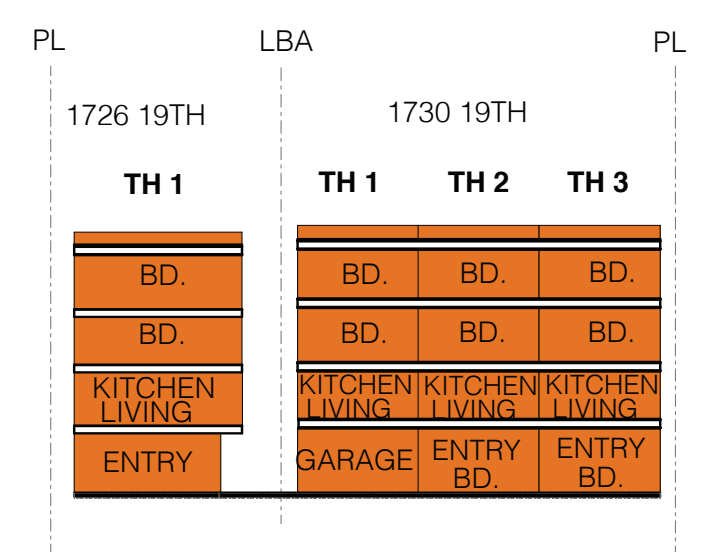 PL LBA PL
1726 19TH 1730 19TH
TH 1 TH 1 TH 2 TH 3
BD. BD. BD. BD.
BD. BD. BD. BD.
KITCHEN KITCHEN KITCHEN KITCHEN
LIVING LIVING LIVING LIVING
ENTRY GARAGE ENTRY ENTRY
BD. BD.